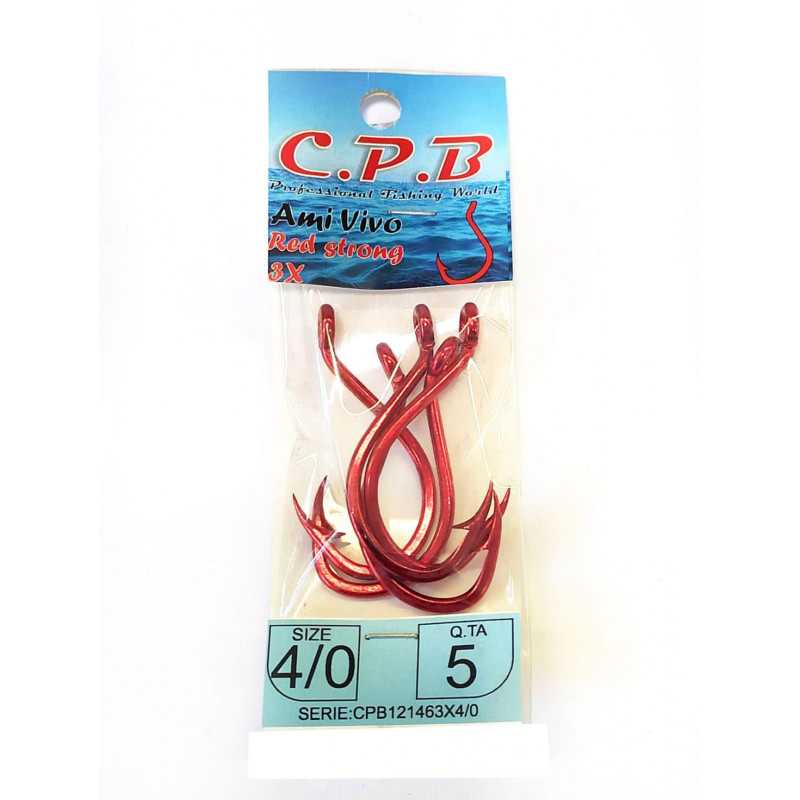 C.P.B
Professional Fishing World
Ami Vivo
Red strong
3X
SIZE
4/0
Q.TA
5
SERIE:CPB121463X4/0